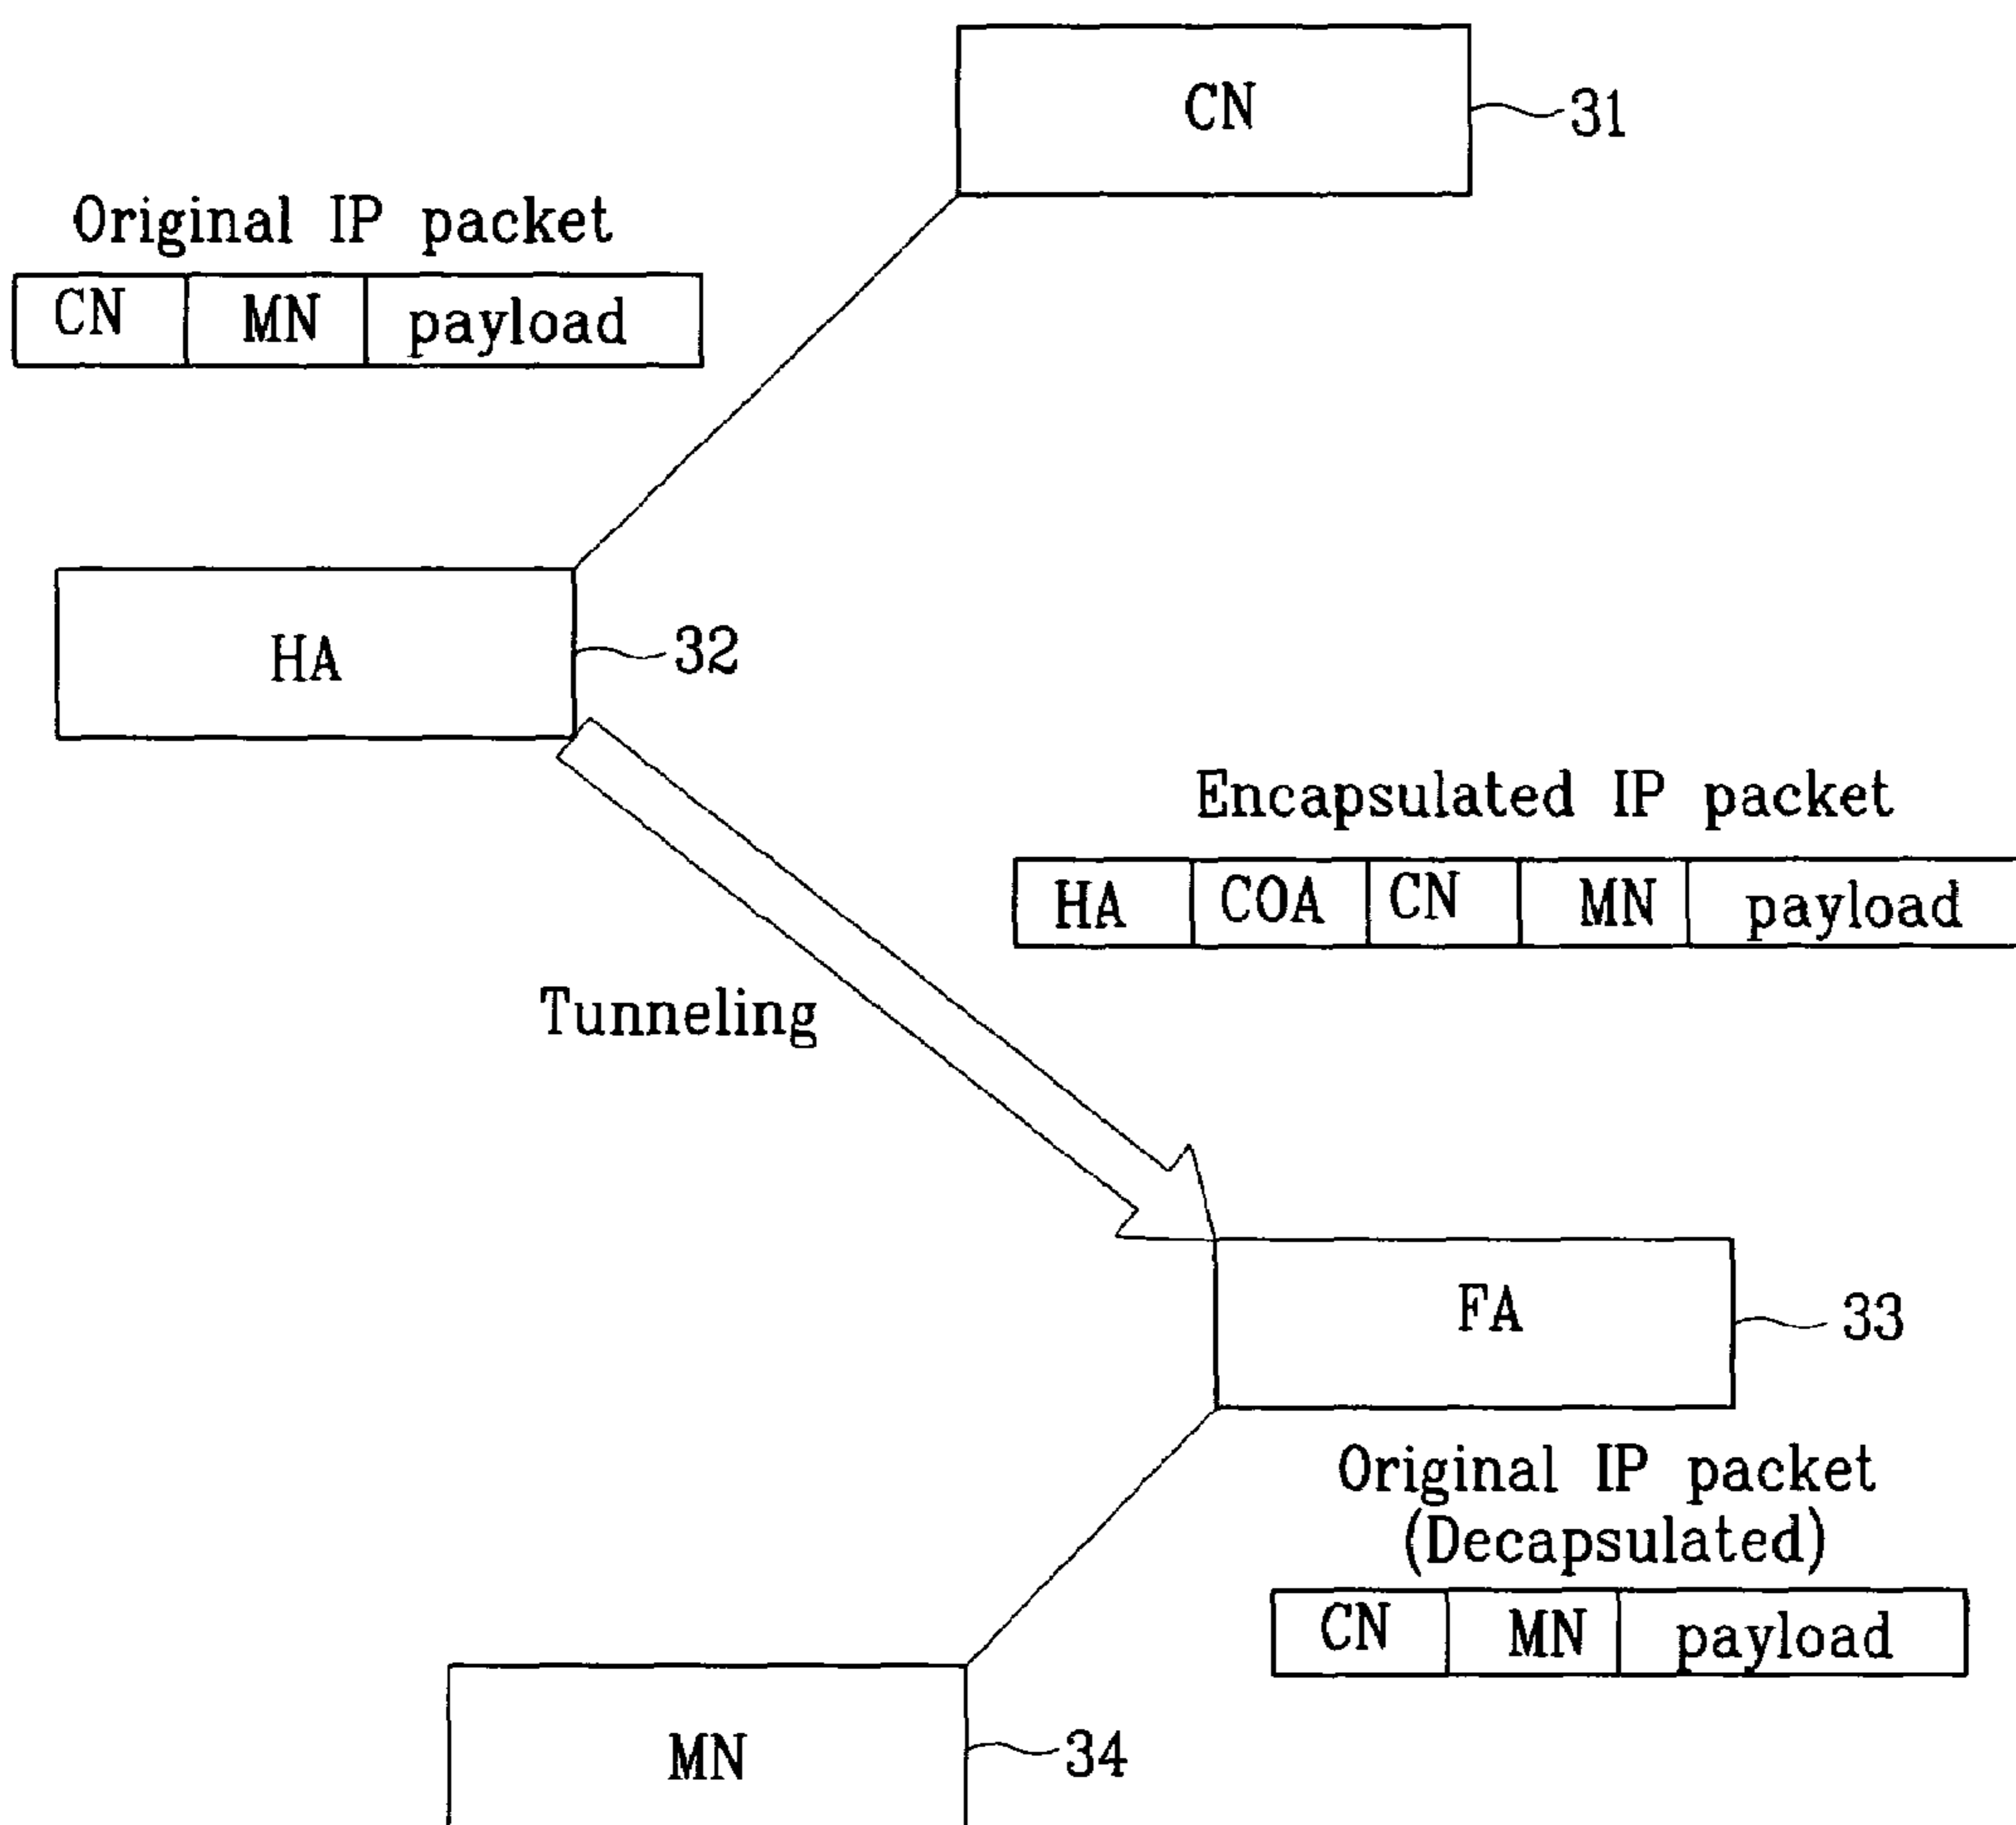 CN
31
Original IP packet
CN MN payload
HA
32
Encapsulated IP packet
HA COA CN MN payload
Tunneling
FA
33
Original IP packet
(Decapsulated)
CN MN payload
MN
34